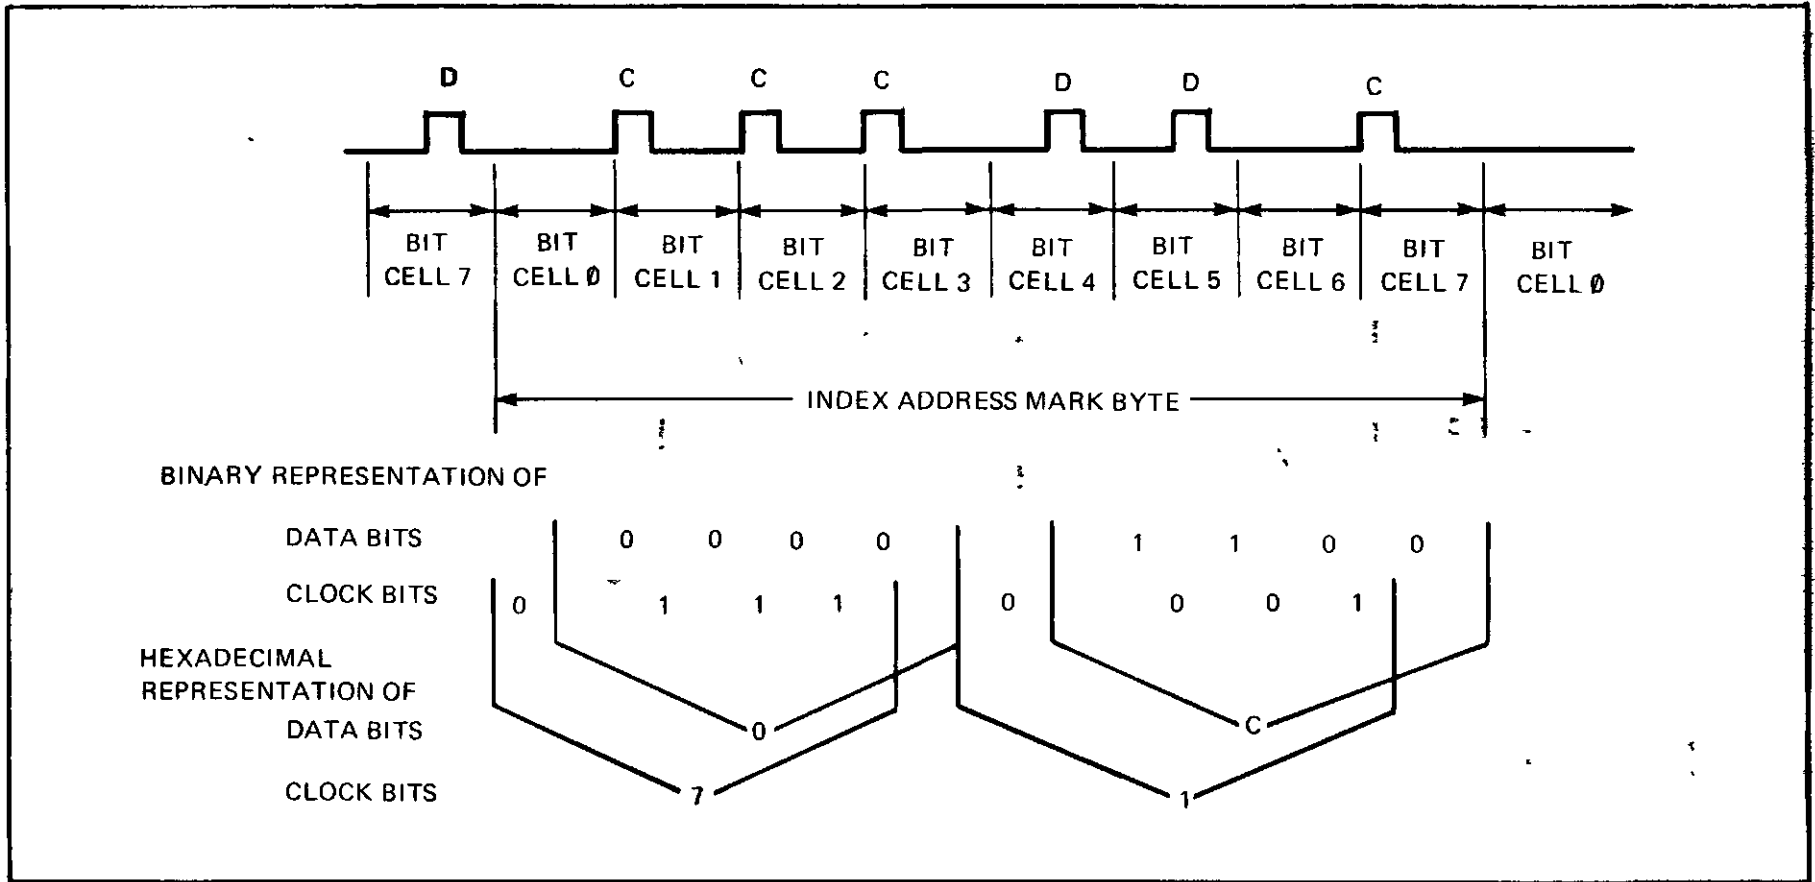 D C C C D D C
BIT CELL 7
BIT CELL 0
BIT CELL 1
BIT CELL 2
BIT CELL 3
BIT CELL 4
BIT CELL 5
BIT CELL 6
BIT CELL 7
BIT CELL 0
INDEX ADDRESS MARK BYTE
BINARY REPRESENTATION OF
DATA BITS 0 0 0 0 1 1 0 0
CLOCK BITS 0 1 1 1 0 0 0 1
HEXADECIMAL
REPRESENTATION OF
DATA BITS 0 C
CLOCK BITS 7 1